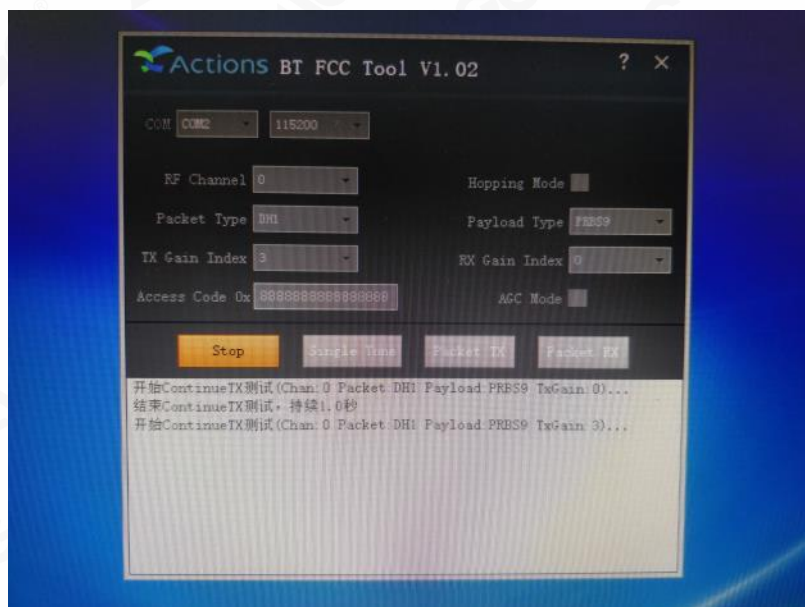 Actions BT FCC Tool V1.02 ? ×
COM COM2 115200
RF Channel 0 Hopping Mode
Packet Type DH1 Payload Type PRBS9
TX Gain Index 3 RX Gain Index 0
Access Code 0x 8888888888888888 AGC Mode
Stop Single Tone Packet TX Packet RX
开始ContinueTX测试(Chan:0 Packet:DH1 Payload:PRBS9 TxGain:0)...
结束ContinueTX测试，持续1.0秒
开始ContinueTX测试(Chan:0 Packet:DH1 Payload:PRBS9 TxGain:3)...